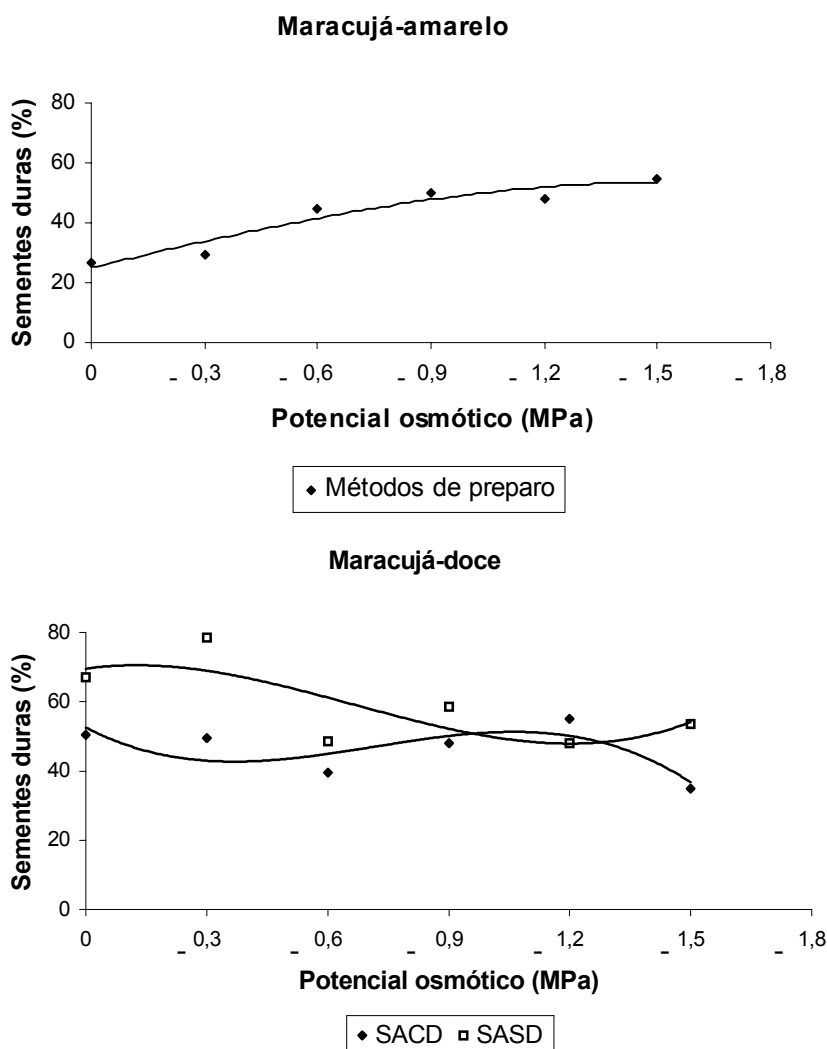 Maracujá-amarelo
Sementes duras (%)
80
60
40
20
0
0 - 0,3 - 0,6 - 0,9 - 1,2 - 1,5 - 1,8
Potencial osmótico (MPa)
Métodos de preparo
Maracujá-doce
Sementes duras (%)
80
60
40
20
0
0 - 0,3 - 0,6 - 0,9 - 1,2 - 1,5 - 1,8
Potencial osmótico (MPa)
SACD SASD